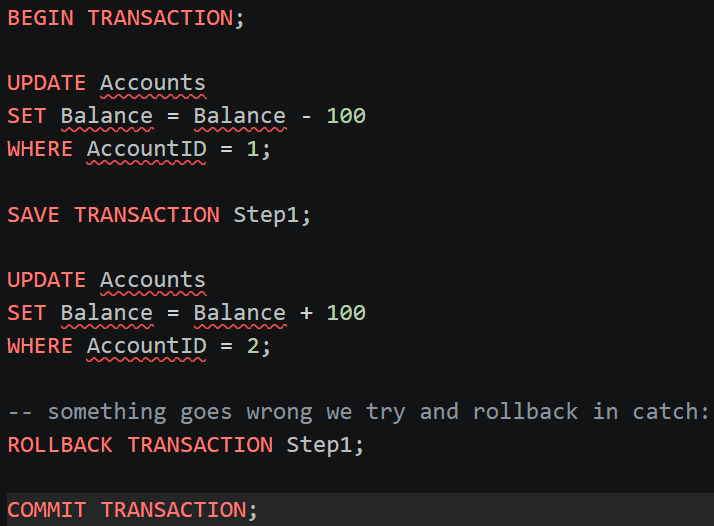 BEGIN TRANSACTION;
UPDATE Accounts
SET Balance = Balance - 100
WHERE AccountID = 1;
SAVE TRANSACTION Step1;
UPDATE Accounts
SET Balance = Balance + 100
WHERE AccountID = 2;
-- something goes wrong we try and rollback in catch:
ROLLBACK TRANSACTION Step1;
COMMIT TRANSACTION;